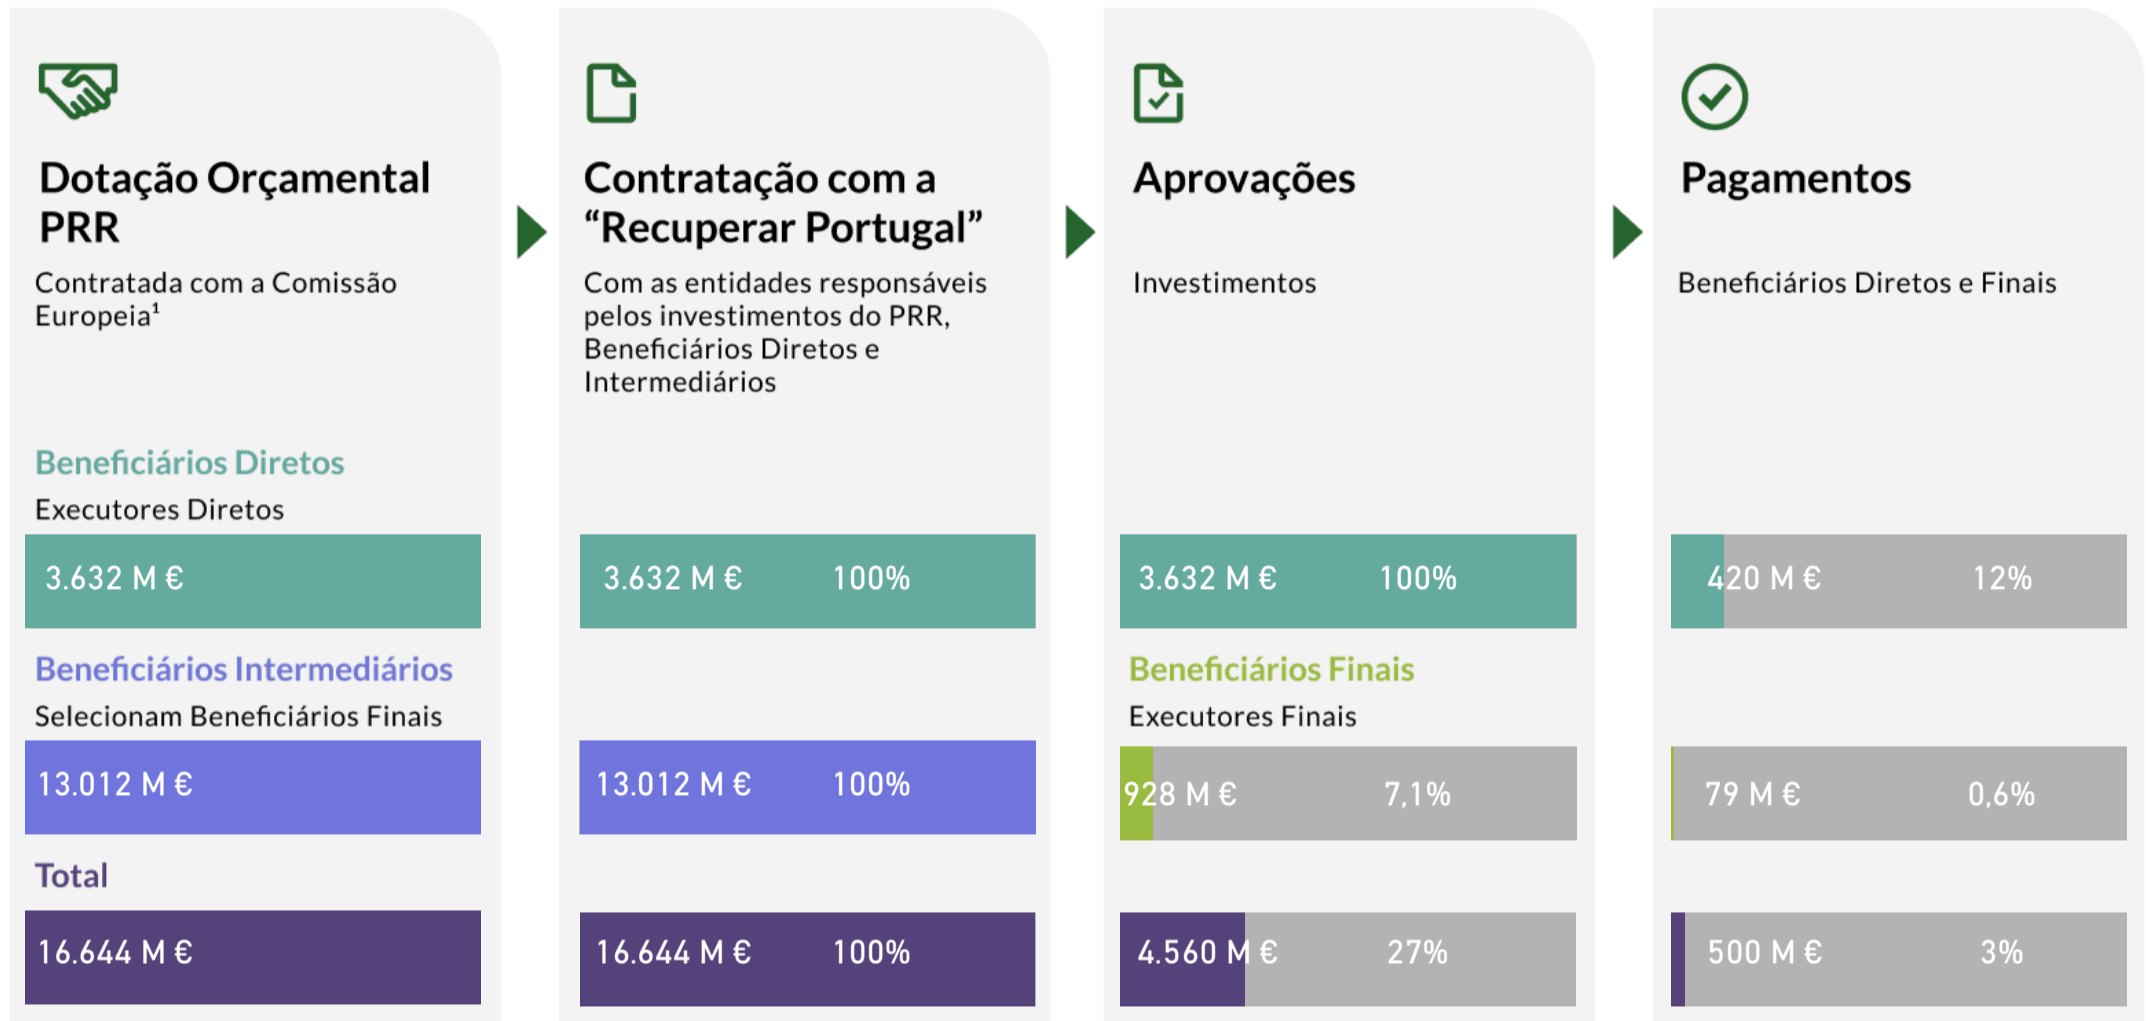 Dotação Orçamental
PRR
Contratada com a Comissão
Europeia¹
Beneficiários Diretos
Executores Diretos
3.632 M €
Beneficiários Intermediários
Selecionam Beneficiários Finais
13.012 M €
Total
16.644 M €
Contratação com a
“Recuperar Portugal”
Com as entidades responsáveis
pelos investimentos do PRR,
Beneficiários Diretos e
Intermediários
3.632 M € 100%
13.012 M € 100%
16.644 M € 100%
Aprovações
Investimentos
3.632 M € 100%
Beneficiários Finais
Executores Finais
928 M € 7,1%
4.560 M € 27%
Pagamentos
Beneficiários Diretos e Finais
420 M € 12%
79 M € 0,6%
500 M € 3%